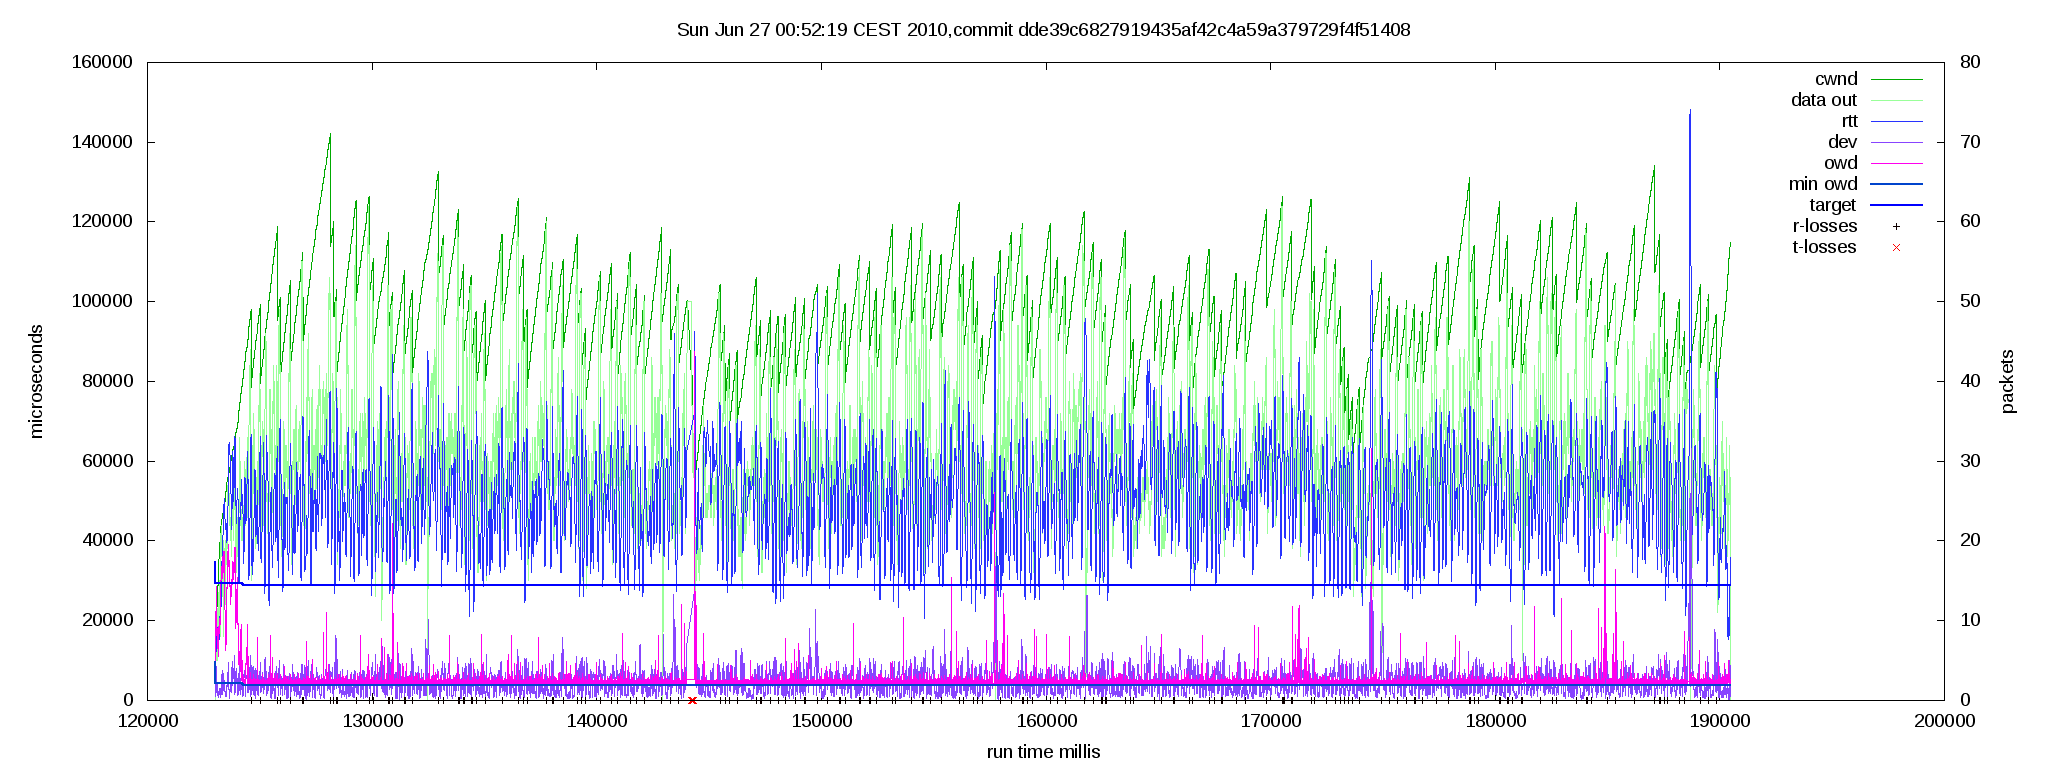 Sun Jun 27 00:52:19 CEST 2010,commit dde39c6827919435af42c4a59a379729f4f51408
160000
140000
120000
100000
80000
60000
40000
20000
0
microseconds
80
70
60
50
40
30
20
10
0
packets
cwnd
data out
rtt
dev
owd
min owd
target
r-losses
t-losses
120000 130000 140000 150000 160000 170000 180000 190000 200000
run time millis